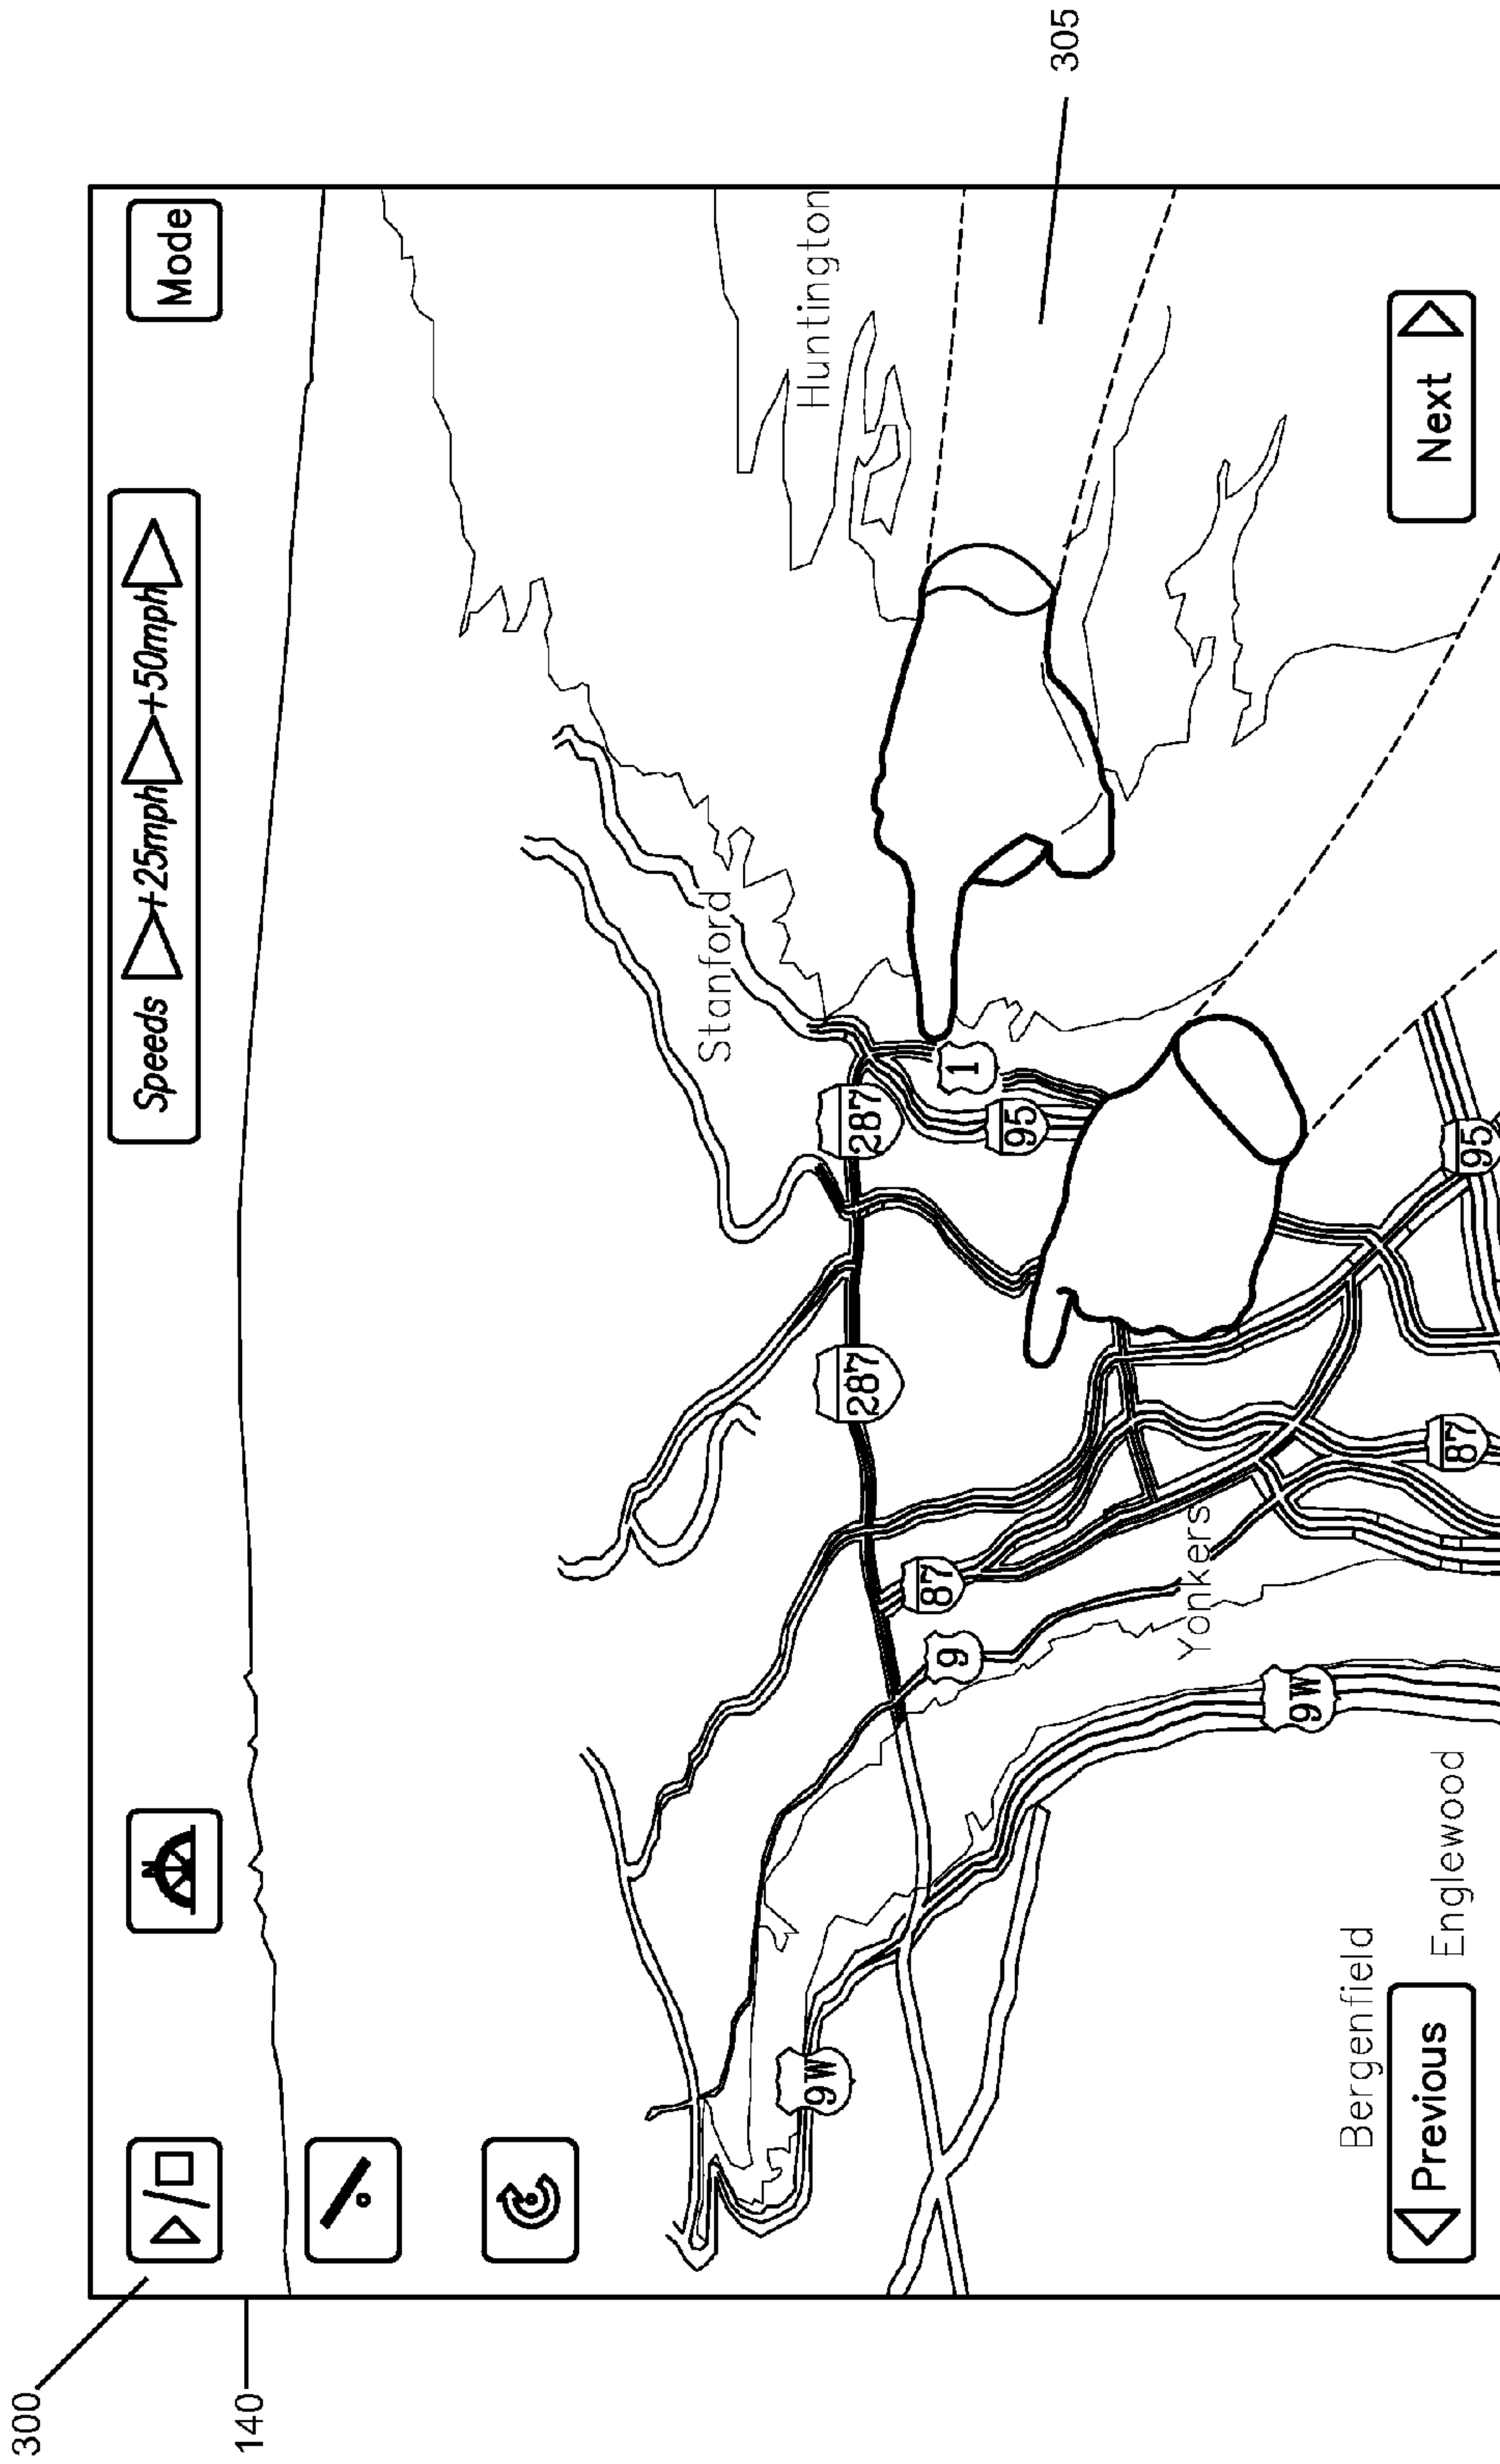 300
140
Speeds +25mph +50mph
Mode
N
Huntington
Stanford
305
287
287
1
95
87
9
9W
9W
Yonkers
95
87
Bergenfield
Englewood
Previous
Next